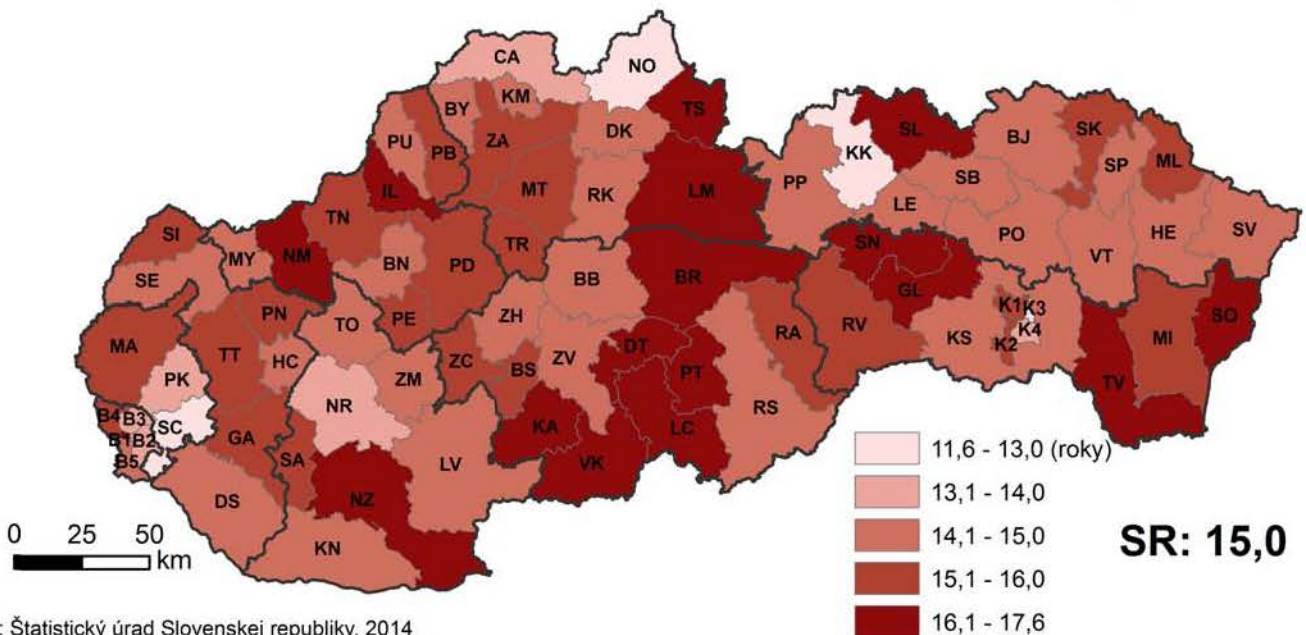 CA
NO
KM
BY
TS
PU
DK
ZA
PB
SL
SK
BJ
KK
ML
SP
IL
MT
RK
LM
PP
SB
LE
TN
SI
TR
PO
HE
SV
MY
NM
BN
PD
SN
VT
SE
BB
BR
GL
PN
TO
PE
ZH
K1
K3
SO
MA
TT
RA
RV
K4
KS
K2
MI
HC
DT
ZV
PK
ZM
ZC
BS
PT
TV
NR
RS
B4
B3
SC
KA
LC
B1
B2
GA
B5
SA
LV
VK
NZ
DS
KN
0 25 50
km
11,6 - 13,0 (roky)
13,1 - 14,0
14,1 - 15,0
15,1 - 16,0
16,1 - 17,6
SR: 15,0
: Štatistický úrad Slovenskej republiky, 2014